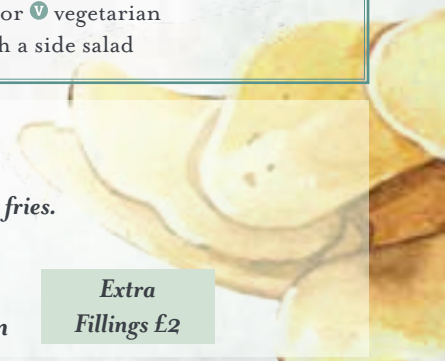 or V vegetarian
h a side salad
fries.
Extra
n
Fillings £2